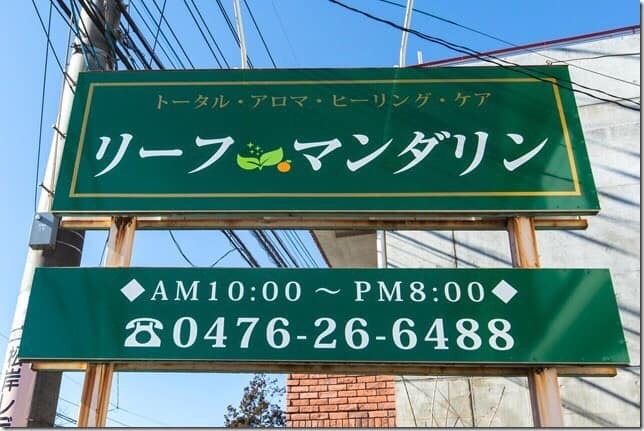 トータル・アロマ・ヒーリング・ケア
リーフ マンダリン
◆AM10:00 〜 PM8:00◆
☎0476-26-6488